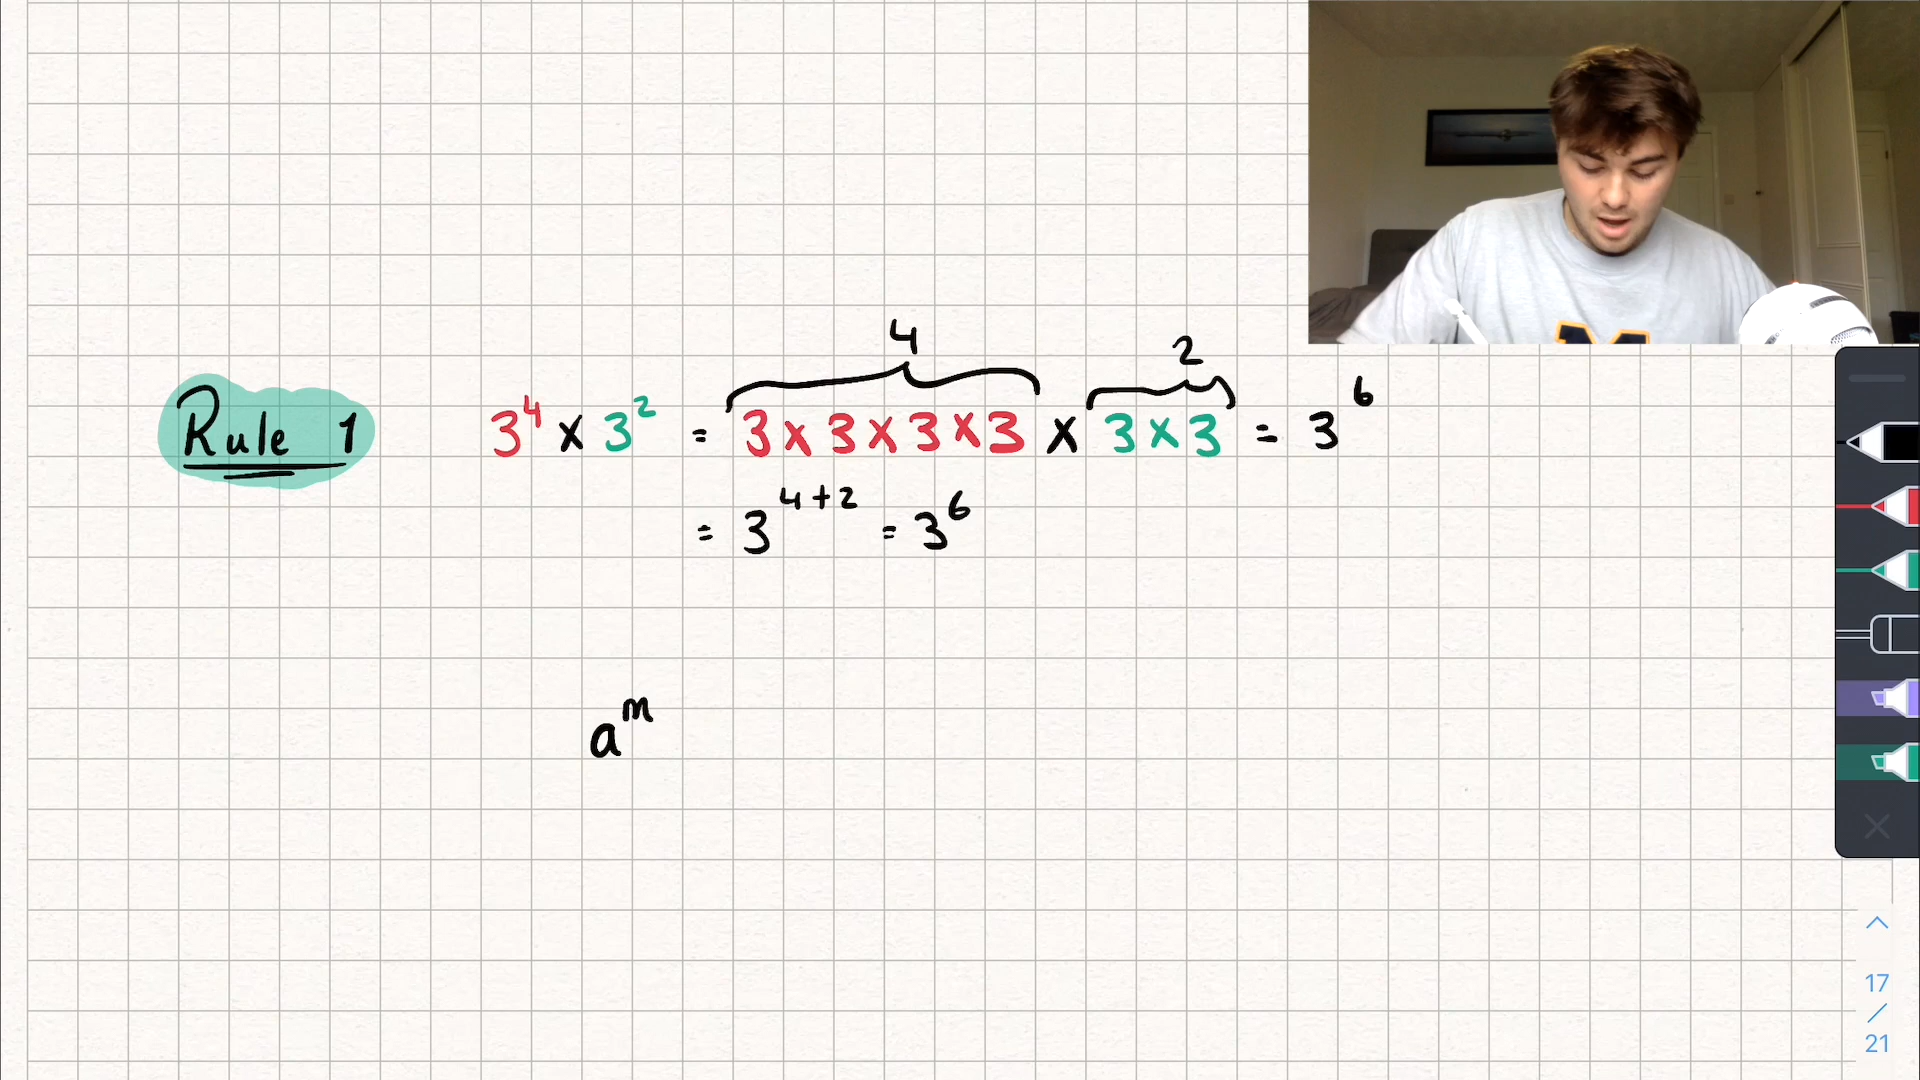 4 2
Rule 1 3⁴ x 3² = 3 x 3 x 3 x 3 x 3 x 3 = 3⁶
= 3⁴⁺² = 3⁶
aᵐ
17
/
21